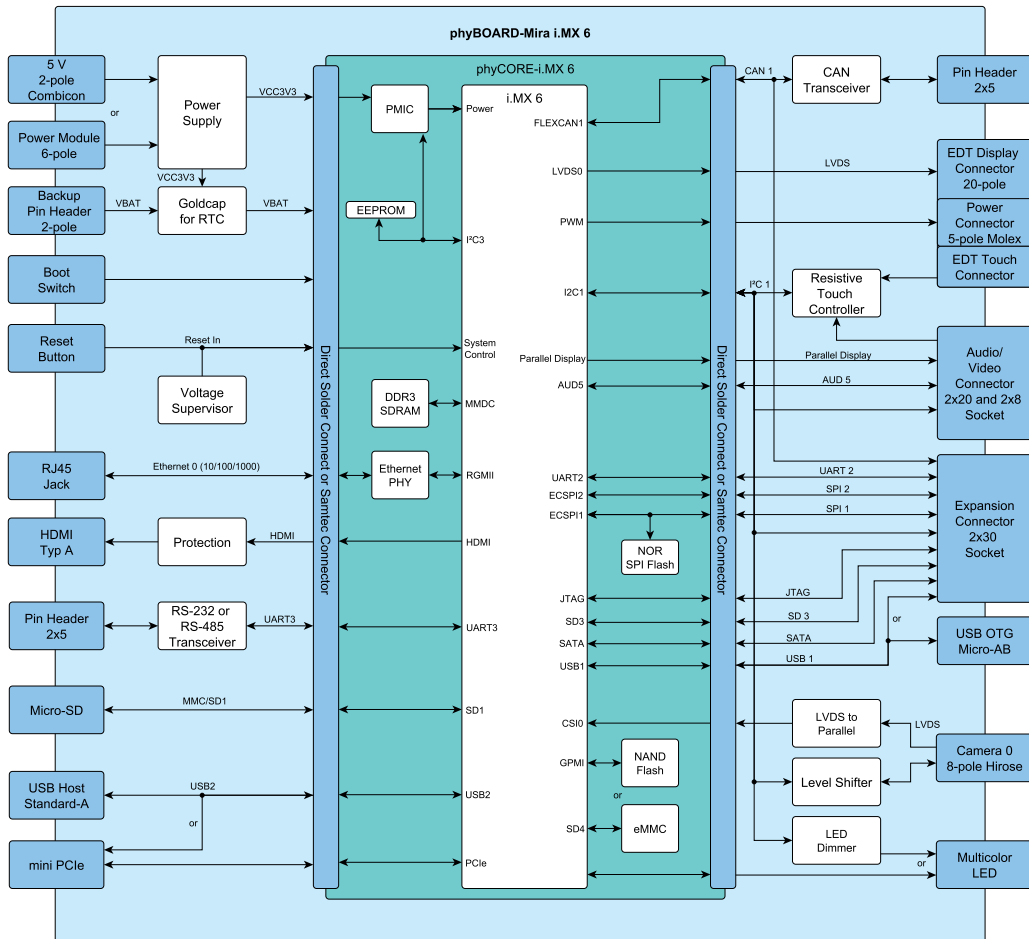 phyBOARD-Mira i.MX 6
5 V
2-pole
Combicon
or
Power Module
6-pole
Power
Supply
VCC3V3
VCC3V3
Backup
Pin Header
2-pole
VBAT
Goldcap
for RTC
VBAT
Boot
Switch
Reset
Button
Reset In
Voltage
Supervisor
RJ45
Jack
Ethernet 0 (10/100/1000)
HDMI
Typ A
Protection
HDMI
Pin Header
2x5
RS-232 or
RS-485
Transceiver
UART3
Micro-SD
MMC/SD1
USB Host
Standard-A
USB2
or
mini PCIe
Direct Solder Connect or Samtec Connector
phyCORE-i.MX 6
PMIC
EEPROM
DDR3
SDRAM
Ethernet
PHY
i.MX 6
Power
I²C3
System
Control
MMDC
RGMII
HDMI
UART3
SD1
USB2
PCIe
FLEXCAN1
LVDS0
PWM
I2C1
Parallel Display
AUD5
UART2
ECSPI2
ECSPI1
JTAG
SD3
SATA
USB1
CSI0
GPMI
SD4
NOR
SPI Flash
NAND
Flash
or
eMMC
Direct Solder Connect or Samtec Connector
CAN 1
CAN
Transceiver
Pin Header
2x5
LVDS
EDT Display
Connector
20-pole
Power
Connector
5-pole Molex
EDT Touch
Connector
I²C 1
Resistive
Touch
Controller
Parallel Display
AUD 5
Audio/
Video
Connector
2x20 and 2x8
Socket
UART 2
SPI 2
SPI 1
Expansion
Connector
2x30
Socket
JTAG
SD 3
SATA
USB 1
or
USB OTG
Micro-AB
LVDS to
Parallel
LVDS
Camera 0
8-pole Hirose
Level Shifter
LED
Dimmer
or
Multicolor
LED